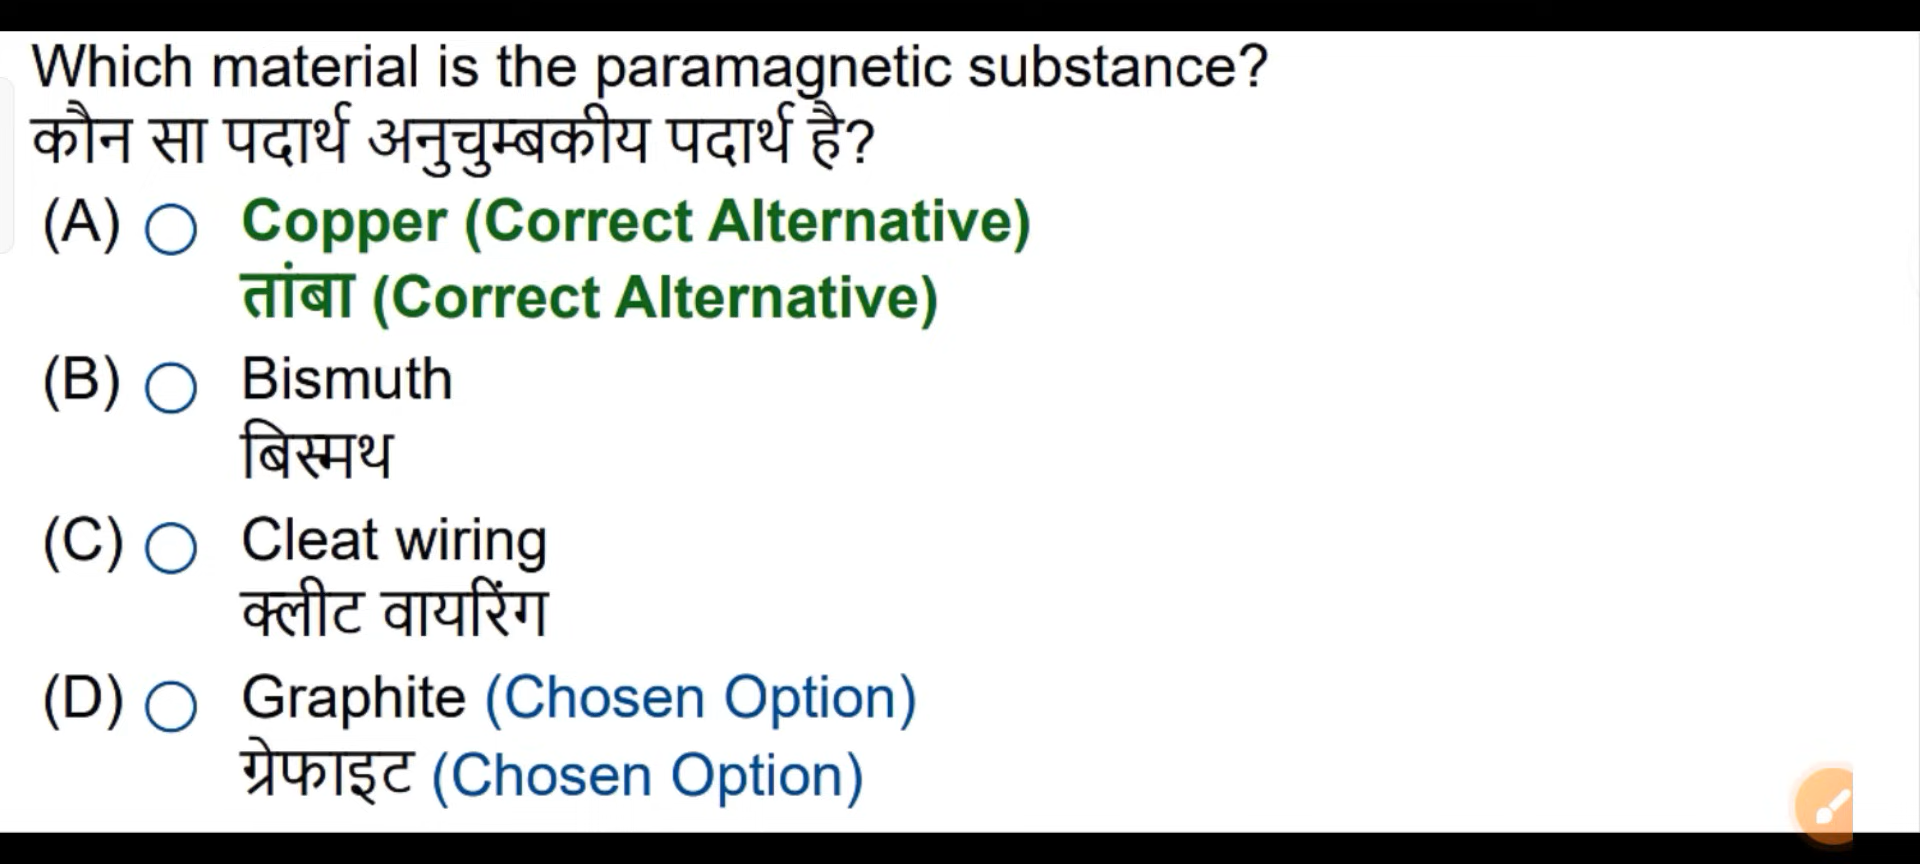 Which material is the paramagnetic substance?
कौन सा पदार्थ अनुचुम्बकीय पदार्थ है?
(A) Copper (Correct Alternative)
तांबा (Correct Alternative)
(B) Bismuth
बिस्मथ
(C) Cleat wiring
क्लीट वायरिंग
(D) Graphite (Chosen Option)
ग्रेफाइट (Chosen Option)